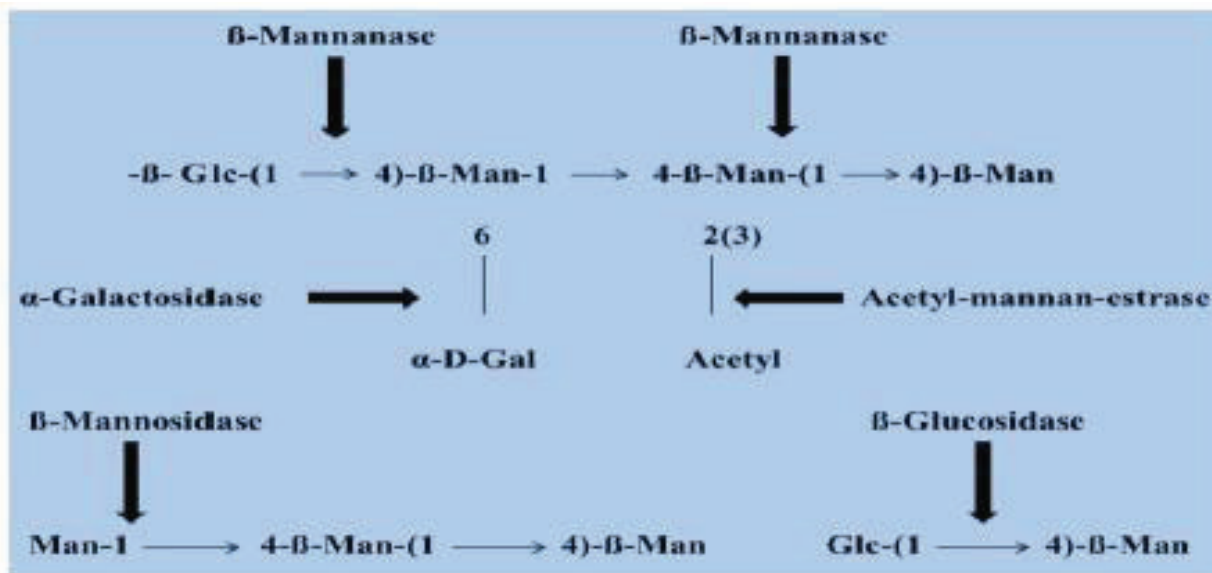 ß-Mannanase ß-Mannanase
-ß- Glc-(1 → 4)-ß-Man-1 → 4-ß-Man-(1 → 4)-ß-Man
6 2(3)
α-Galactosidase Acetyl-mannan-estrase
α-D-Gal Acetyl
ß-Mannosidase ß-Glucosidase
Man-1 → 4-ß-Man-(1 → 4)-ß-Man Glc-(1 → 4)-ß-Man